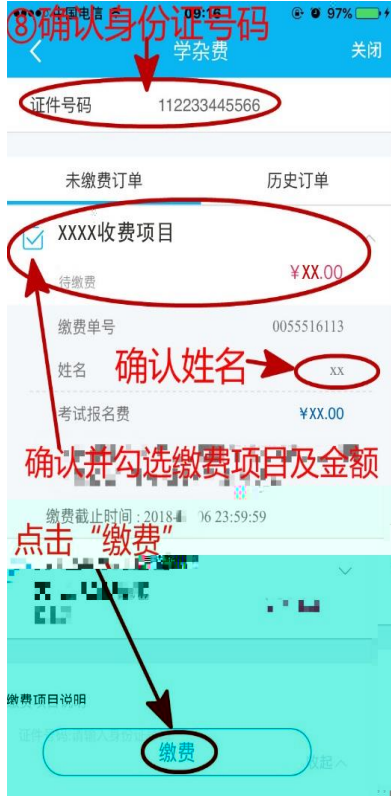 中国电信 09:16 97%
⑧确认身份证号码
学杂费 关闭
证件号码 112233445566
未缴费订单 历史订单
XXXX收费项目
待缴费 ¥XX.00
缴费单号 0055516113
姓名 确认姓名 xx
考试报名费 ¥XX.00
确认并勾选缴费项目及金额
缴费截止时间 : 2018-4 06 23:59:59
点击“缴费”
缴费项目说明
缴费
收起